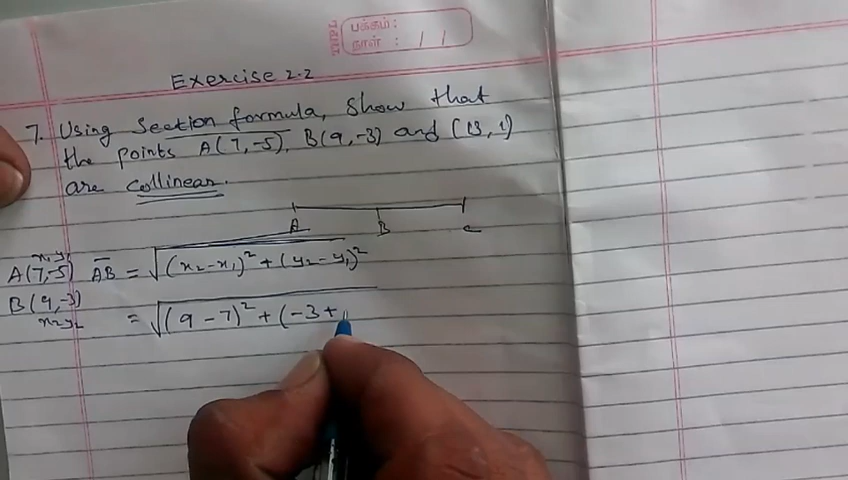 பக்கம் :
நாள் : / /
Exercise 2.2
7. Using Section formula, Show that
the points A(7,-5), B(9,-3) and (13,1)
are collinear.
A B C
x₁ y₁
A(7,-5) AB = √(x₂-x₁)²+(y₂-y₁)²
B(9,-3)
x₂ y₂
= √(9-7)²+(-3+